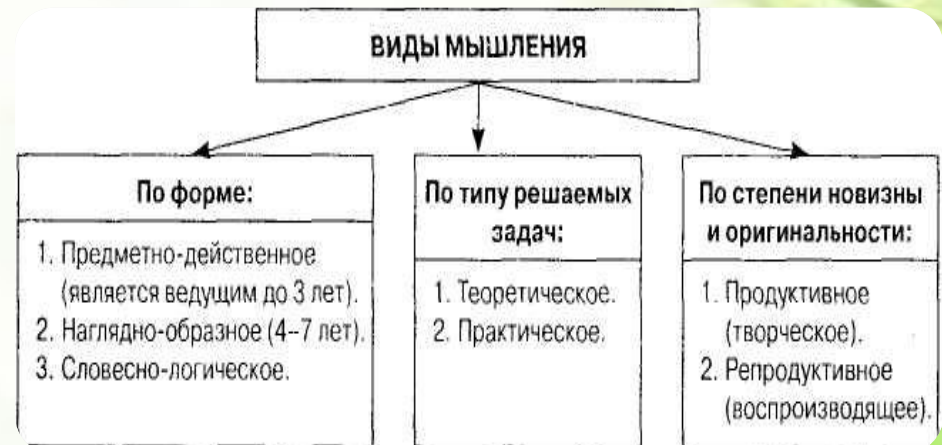 ВИДЫ МЫШЛЕНИЯ
По форме:
1. Предметно-действенное
(является ведущим до 3 лет).
2. Наглядно-образное (4–7 лет).
3. Словесно-логическое.
По типу решаемых
задач:
1. Теоретическое.
2. Практическое.
По степени новизны
и оригинальности:
1. Продуктивное
(творческое).
2. Репродуктивное
(воспроизводящее).